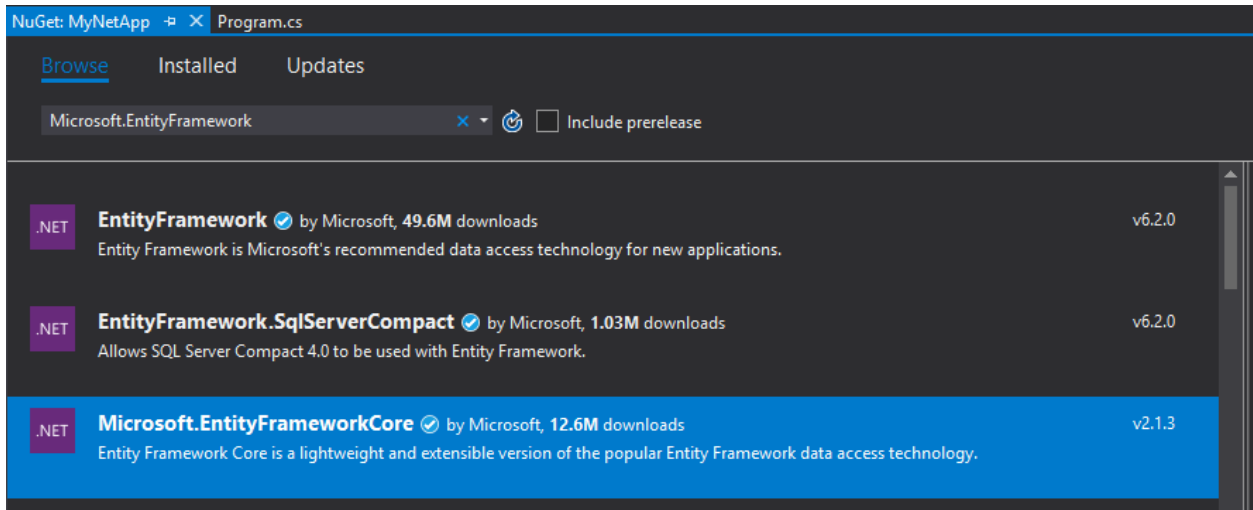 NuGet: MyNetApp Program.cs
Browse Installed Updates
Microsoft.EntityFramework Include prerelease
.NET EntityFramework by Microsoft, 49.6M downloads v6.2.0
Entity Framework is Microsoft's recommended data access technology for new applications.
.NET EntityFramework.SqlServerCompact by Microsoft, 1.03M downloads v6.2.0
Allows SQL Server Compact 4.0 to be used with Entity Framework.
.NET Microsoft.EntityFrameworkCore by Microsoft, 12.6M downloads v2.1.3
Entity Framework Core is a lightweight and extensible version of the popular Entity Framework data access technology.